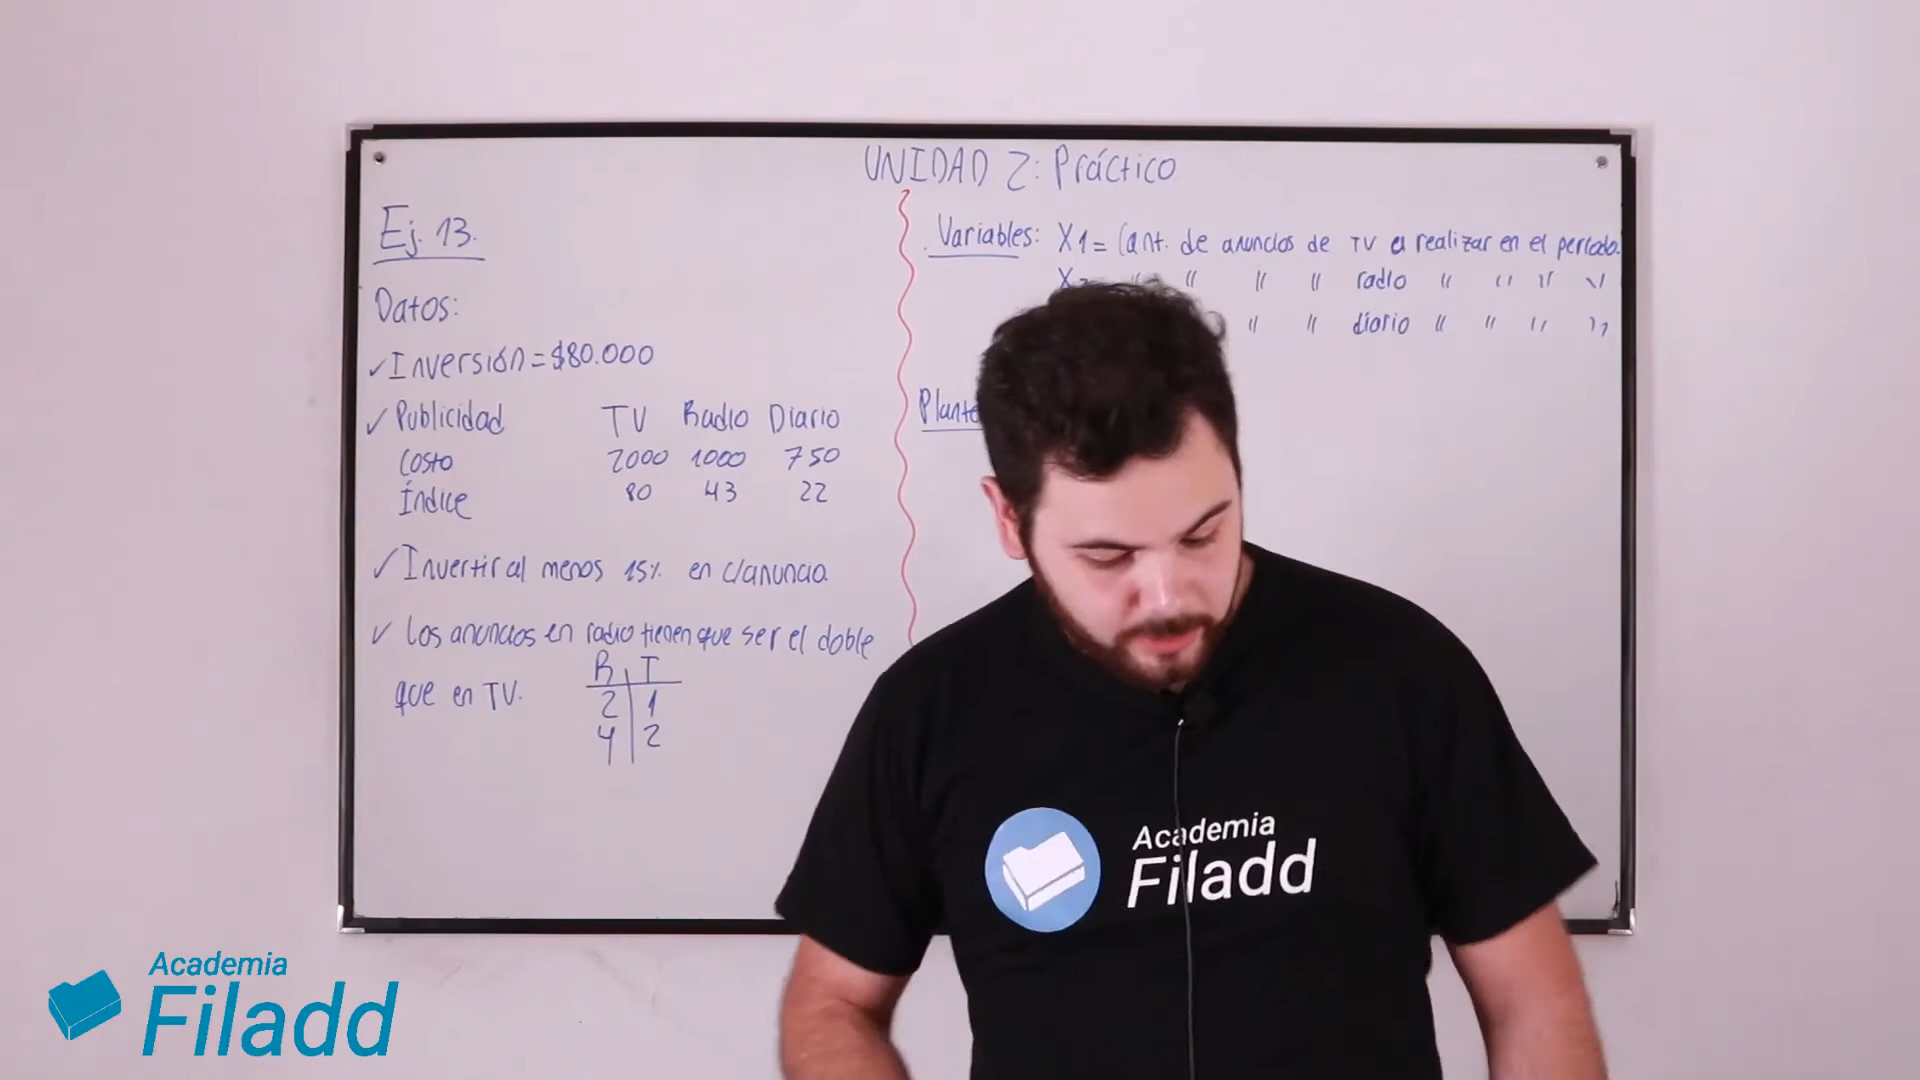 UNIDAD 2: Práctico
Ej. 13.
Datos:
✓ Inversión = $80.000
✓ Publicidad TV Radio Diario
Costo 2000 1000 750
Índice 80 43 22
✓ Invertir al menos 15% en c/anuncio.
✓ Los anuncios en radio tienen que ser el doble
que en TV.
R T
2 1
4 2
Variables: X1 = Cant. de anuncios de TV a realizar en el período.
X2 " " " " radio " " " "
" " diario " " " "
Plante
Academia
Filadd
Academia
Filadd